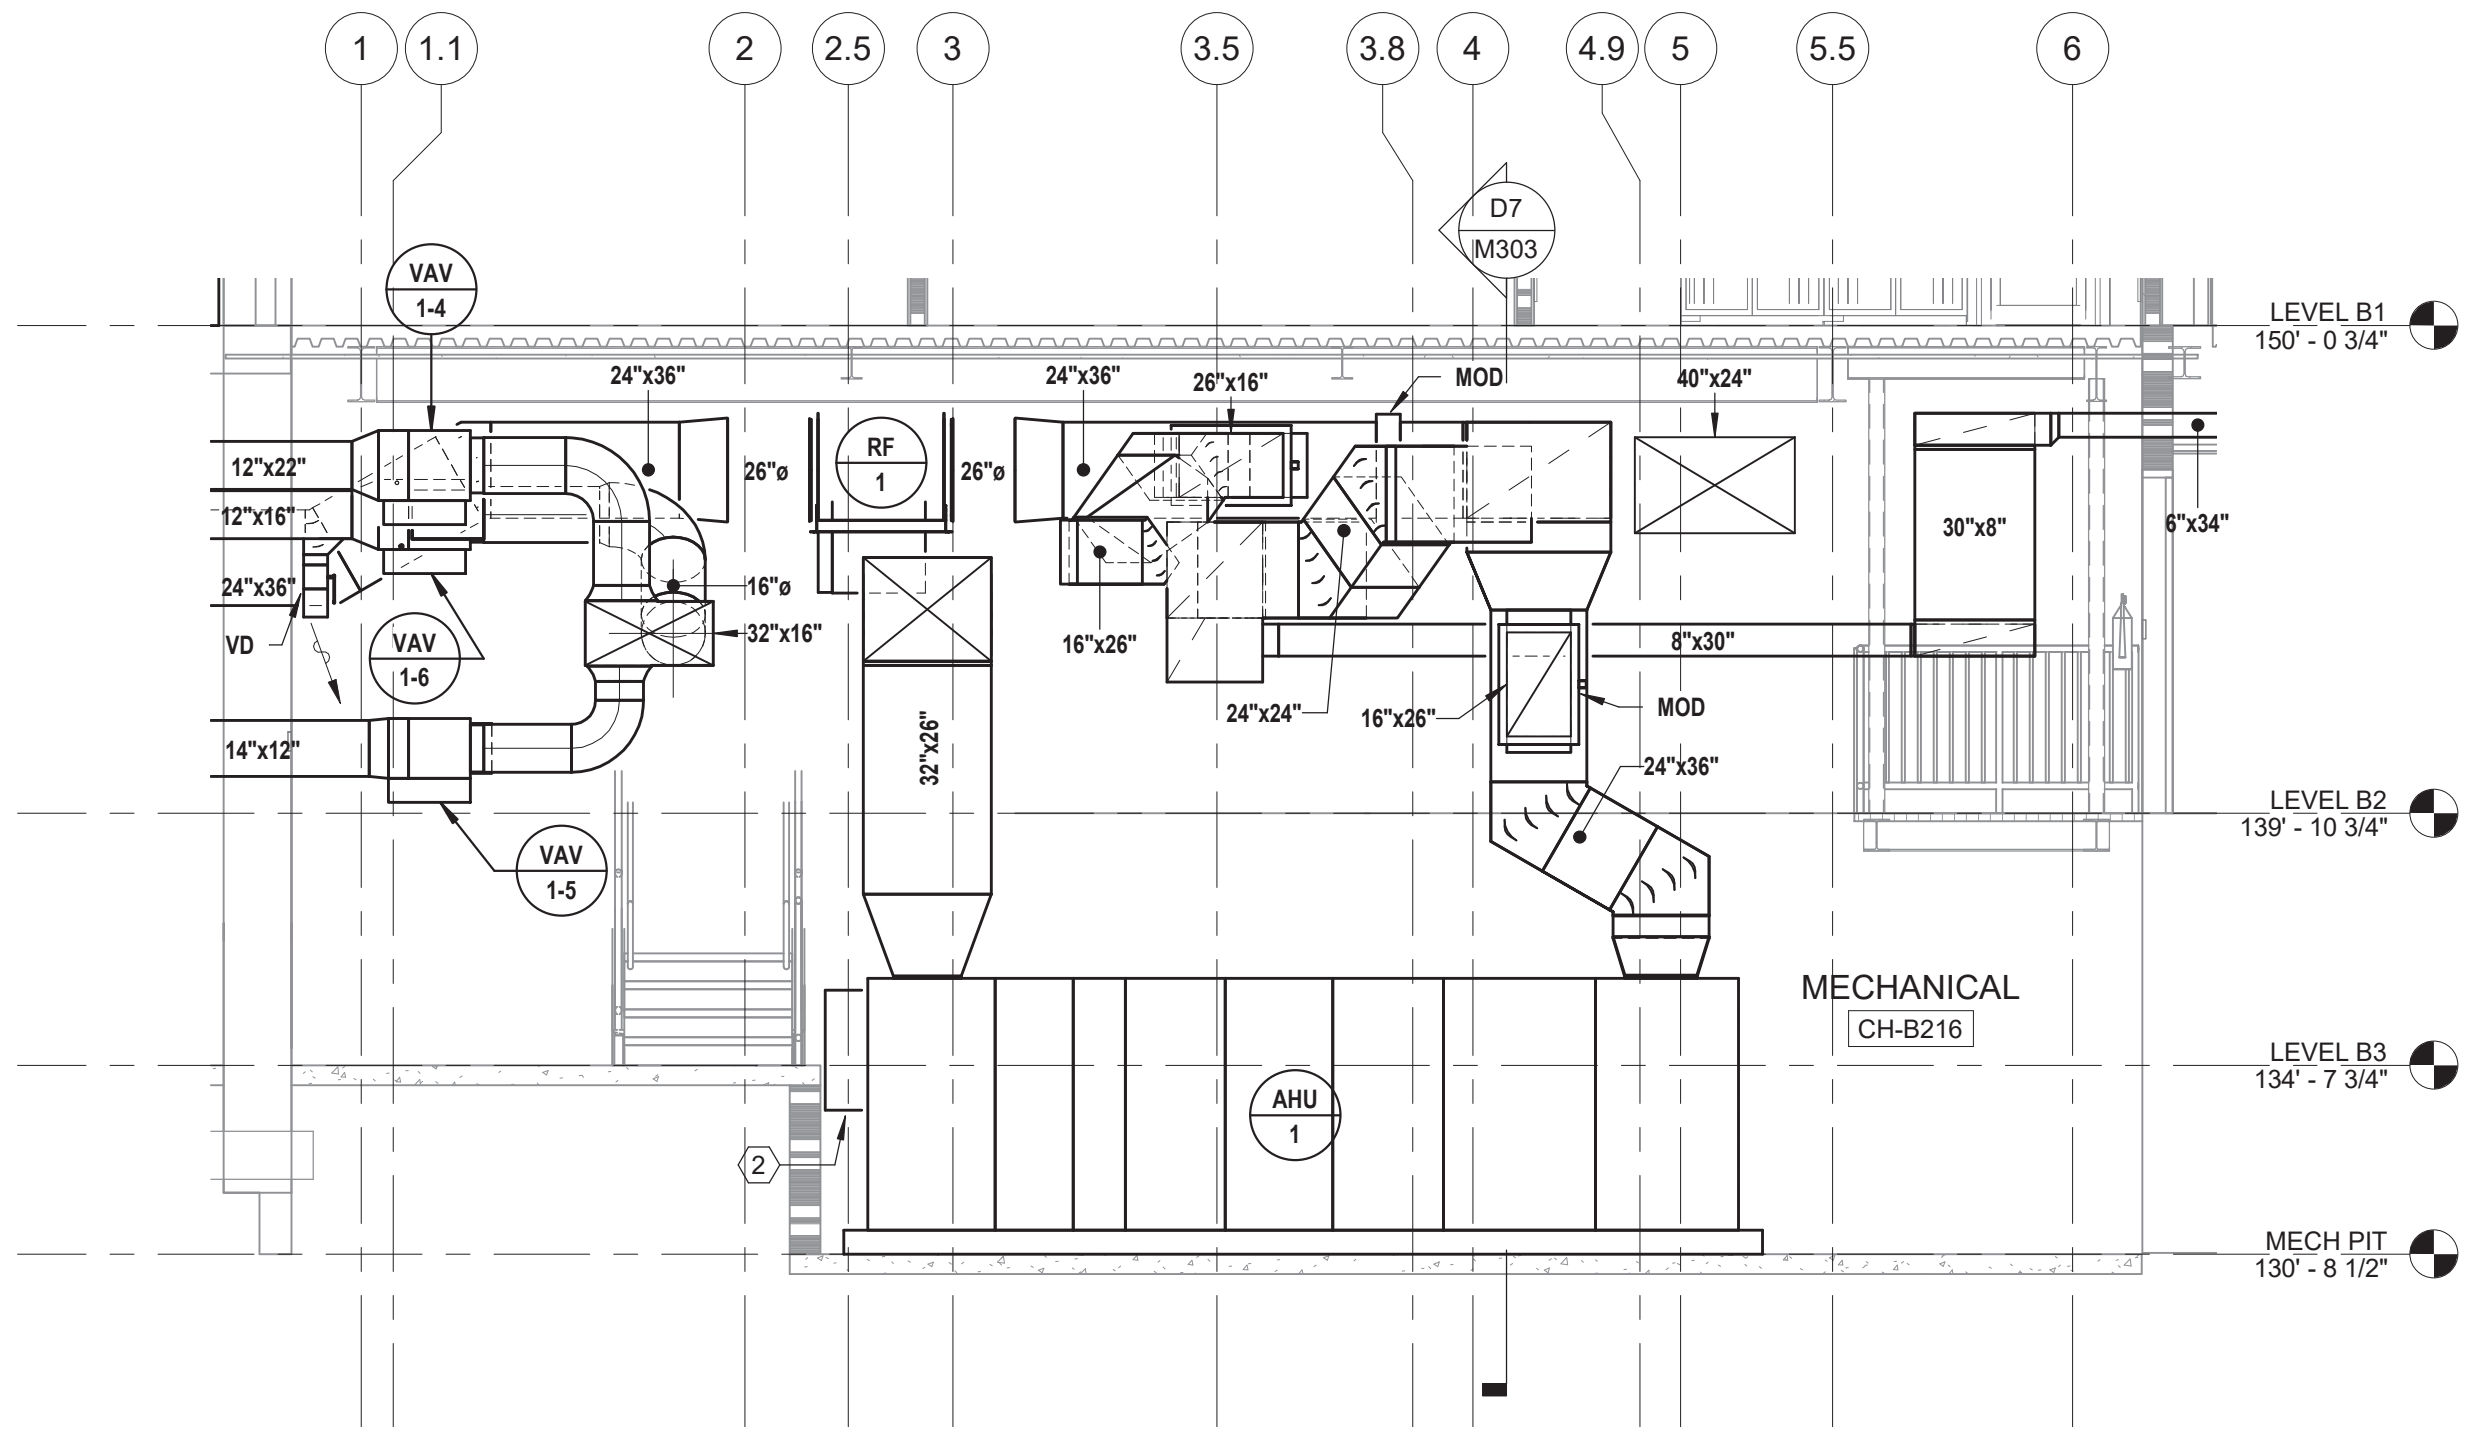 1
1.1
2
2.5
3
3.5
3.8
4
4.9
5
5.5
6
D7
M303
VAV
1-4
LEVEL B1
150' - 0 3/4"
24"x36"
24"x36"
26"x16"
MOD
40"x24"
12"x22"
26"ø
RF
1
26"ø
12"x16"
30"x8"
6"x34"
24"x36"
16"ø
VD
VAV
1-6
32"x16"
16"x26"
8"x30"
24"x24"
16"x26"
MOD
14"x12"
32"x26"
24"x36"
LEVEL B2
139' - 10 3/4"
VAV
1-5
MECHANICAL
CH-B216
LEVEL B3
134' - 7 3/4"
AHU
1
2
MECH PIT
130' - 8 1/2"